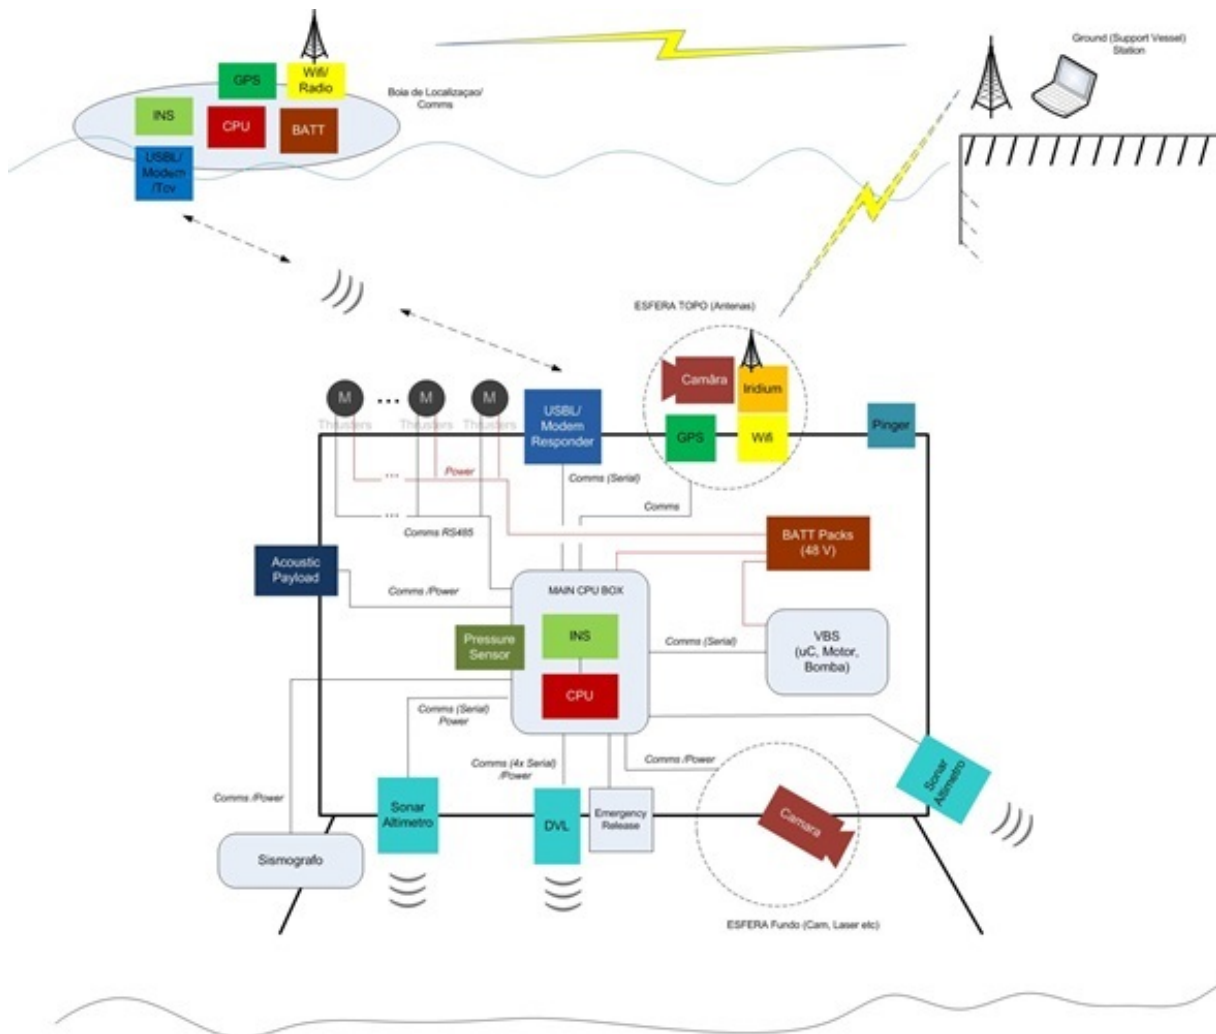 Ground (Support Vessel)
Station
GPS
Wifi/
Radio
Boia de Localizaçao/
Comms
INS
CPU
BATT
USBL/
Modem
/Tcv
ESFERA TOPO (Antenas)
Camâra
Iridium
GPS
Wifi
M
...
M
M
Thrusters
Thrusters
Thrusters
USBL/
Modem
Responder
Pinger
...
Power
Comms (Serial)
Comms
...
Comms RS485
BATT Packs
(48 V)
Acoustic
Payload
Comms /Power
MAIN CPU BOX
INS
CPU
Pressure
Sensor
Comms (Serial)
VBS
(uC, Motor,
Bomba)
Comms (Serial)
Power
Comms (4x Serial)
/Power
Comms /Power
Sonar
Altimetro
Comms /Power
Sonar
Altimetro
DVL
Emergency
Release
Camara
Sismografo
ESFERA Fundo (Cam, Laser etc)